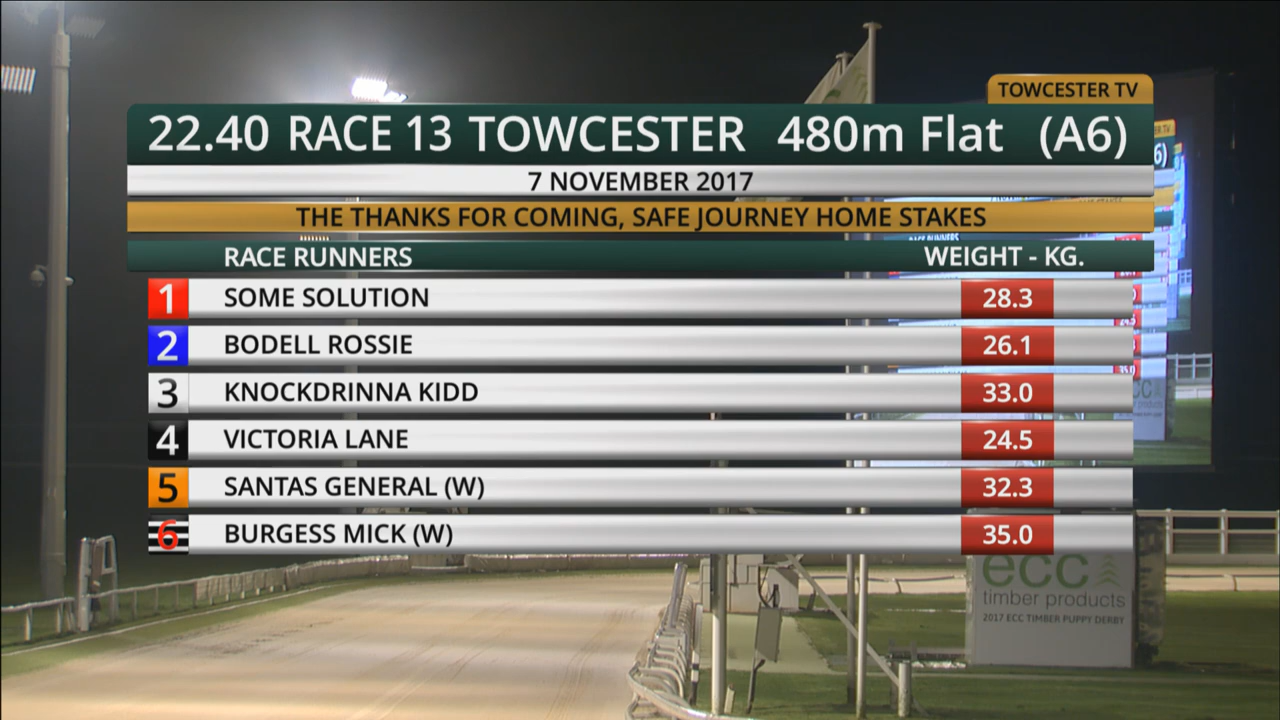 TOWCESTER TV
22.40 RACE 13 TOWCESTER 480m Flat (A6)
7 NOVEMBER 2017
THE THANKS FOR COMING, SAFE JOURNEY HOME STAKES
RACE RUNNERS WEIGHT - KG.
1 SOME SOLUTION 28.3
2 BODELL ROSSIE 26.1
3 KNOCKDRINNA KIDD 33.0
4 VICTORIA LANE 24.5
5 SANTAS GENERAL (W) 32.3
6 BURGESS MICK (W) 35.0
ecc
timber products
2017 ECC TIMBER PUPPY DERBY